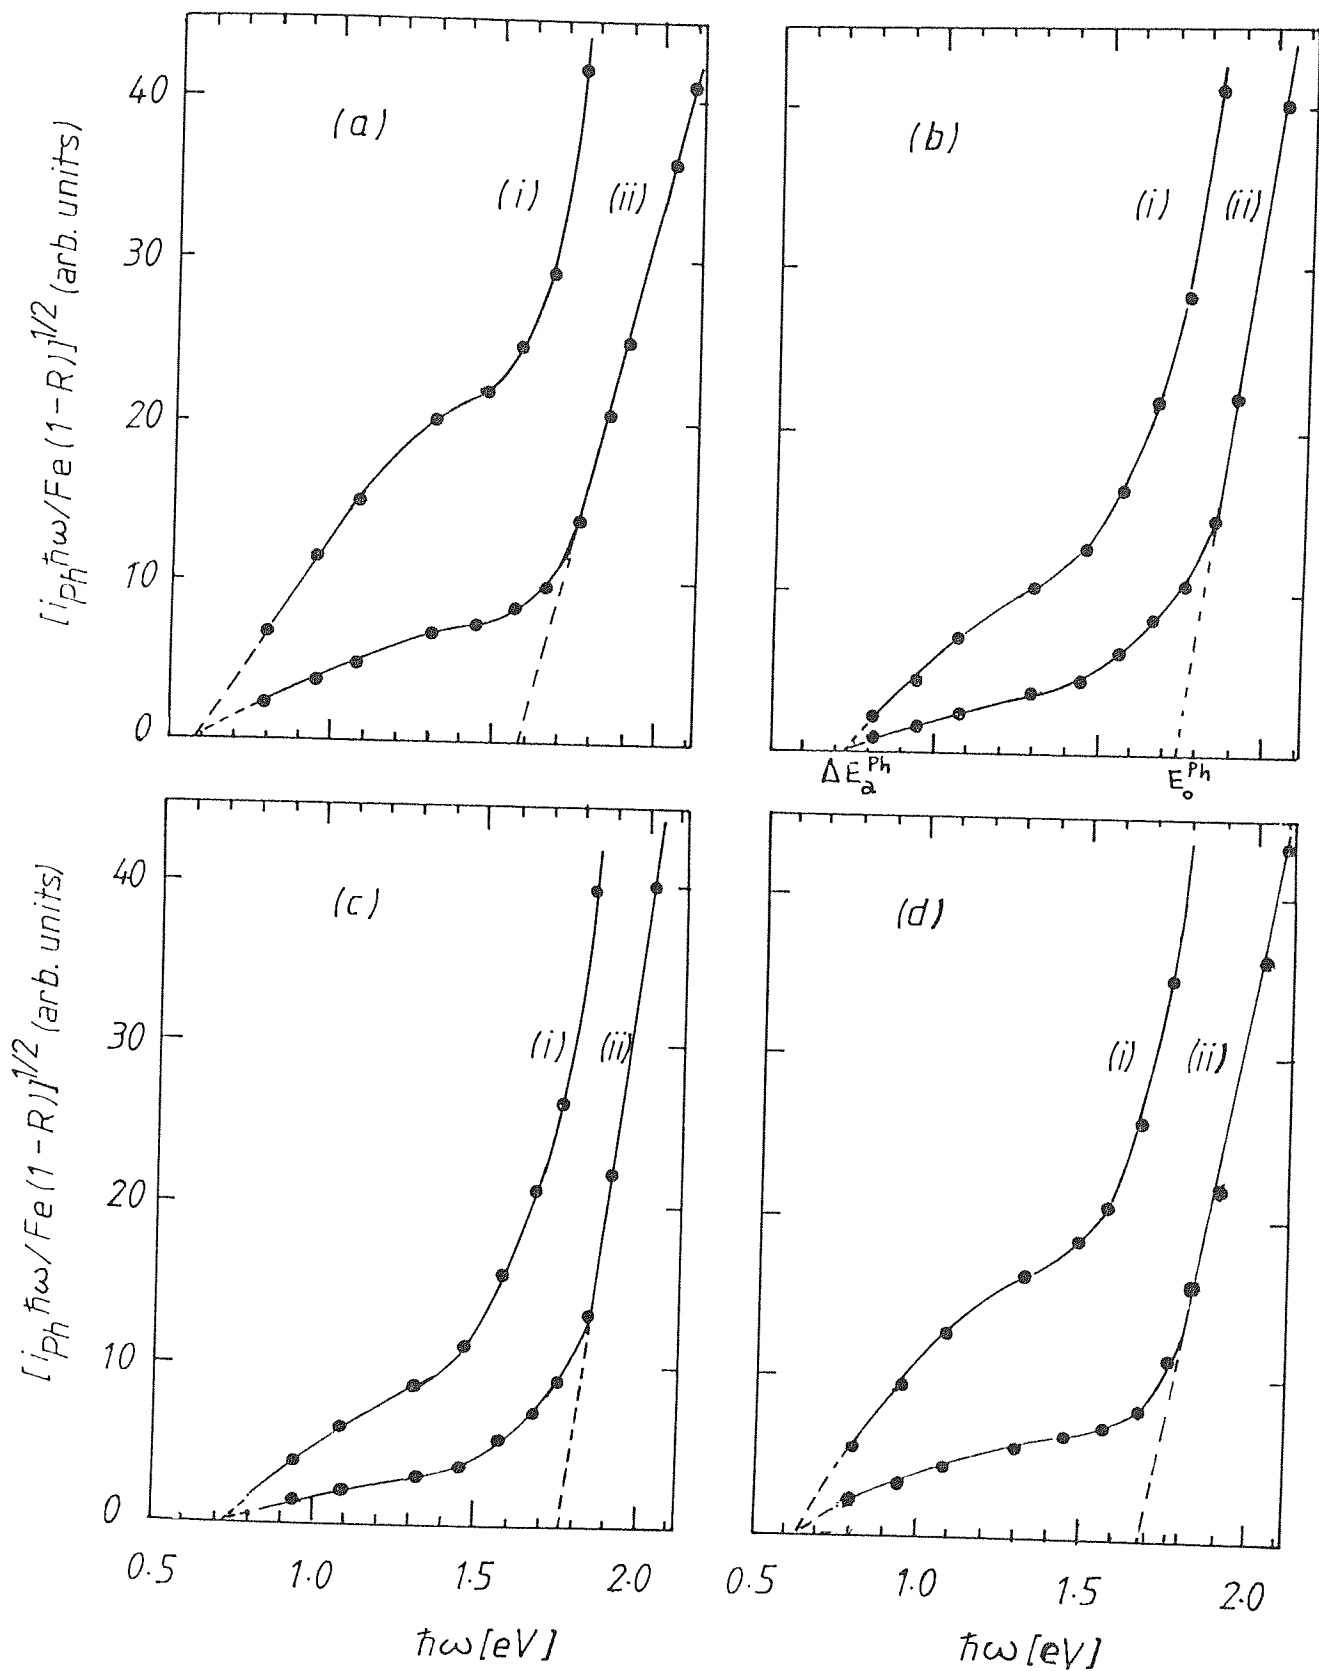 [i_ph ħω/Fe(1-R)]^1/2 (arb. units)
40
30
20
10
0
(a)
(i)
(ii)
(b)
(i)
(ii)
ΔE_a^Ph
E_o^Ph
[i_ph ħω/Fe(1-R)]^1/2 (arb. units)
40
30
20
10
0
(c)
(i)
(ii)
(d)
(i)
(ii)
0.5 1.0 1.5 2.0
0.5 1.0 1.5 2.0
ħω [eV]
ħω [eV]